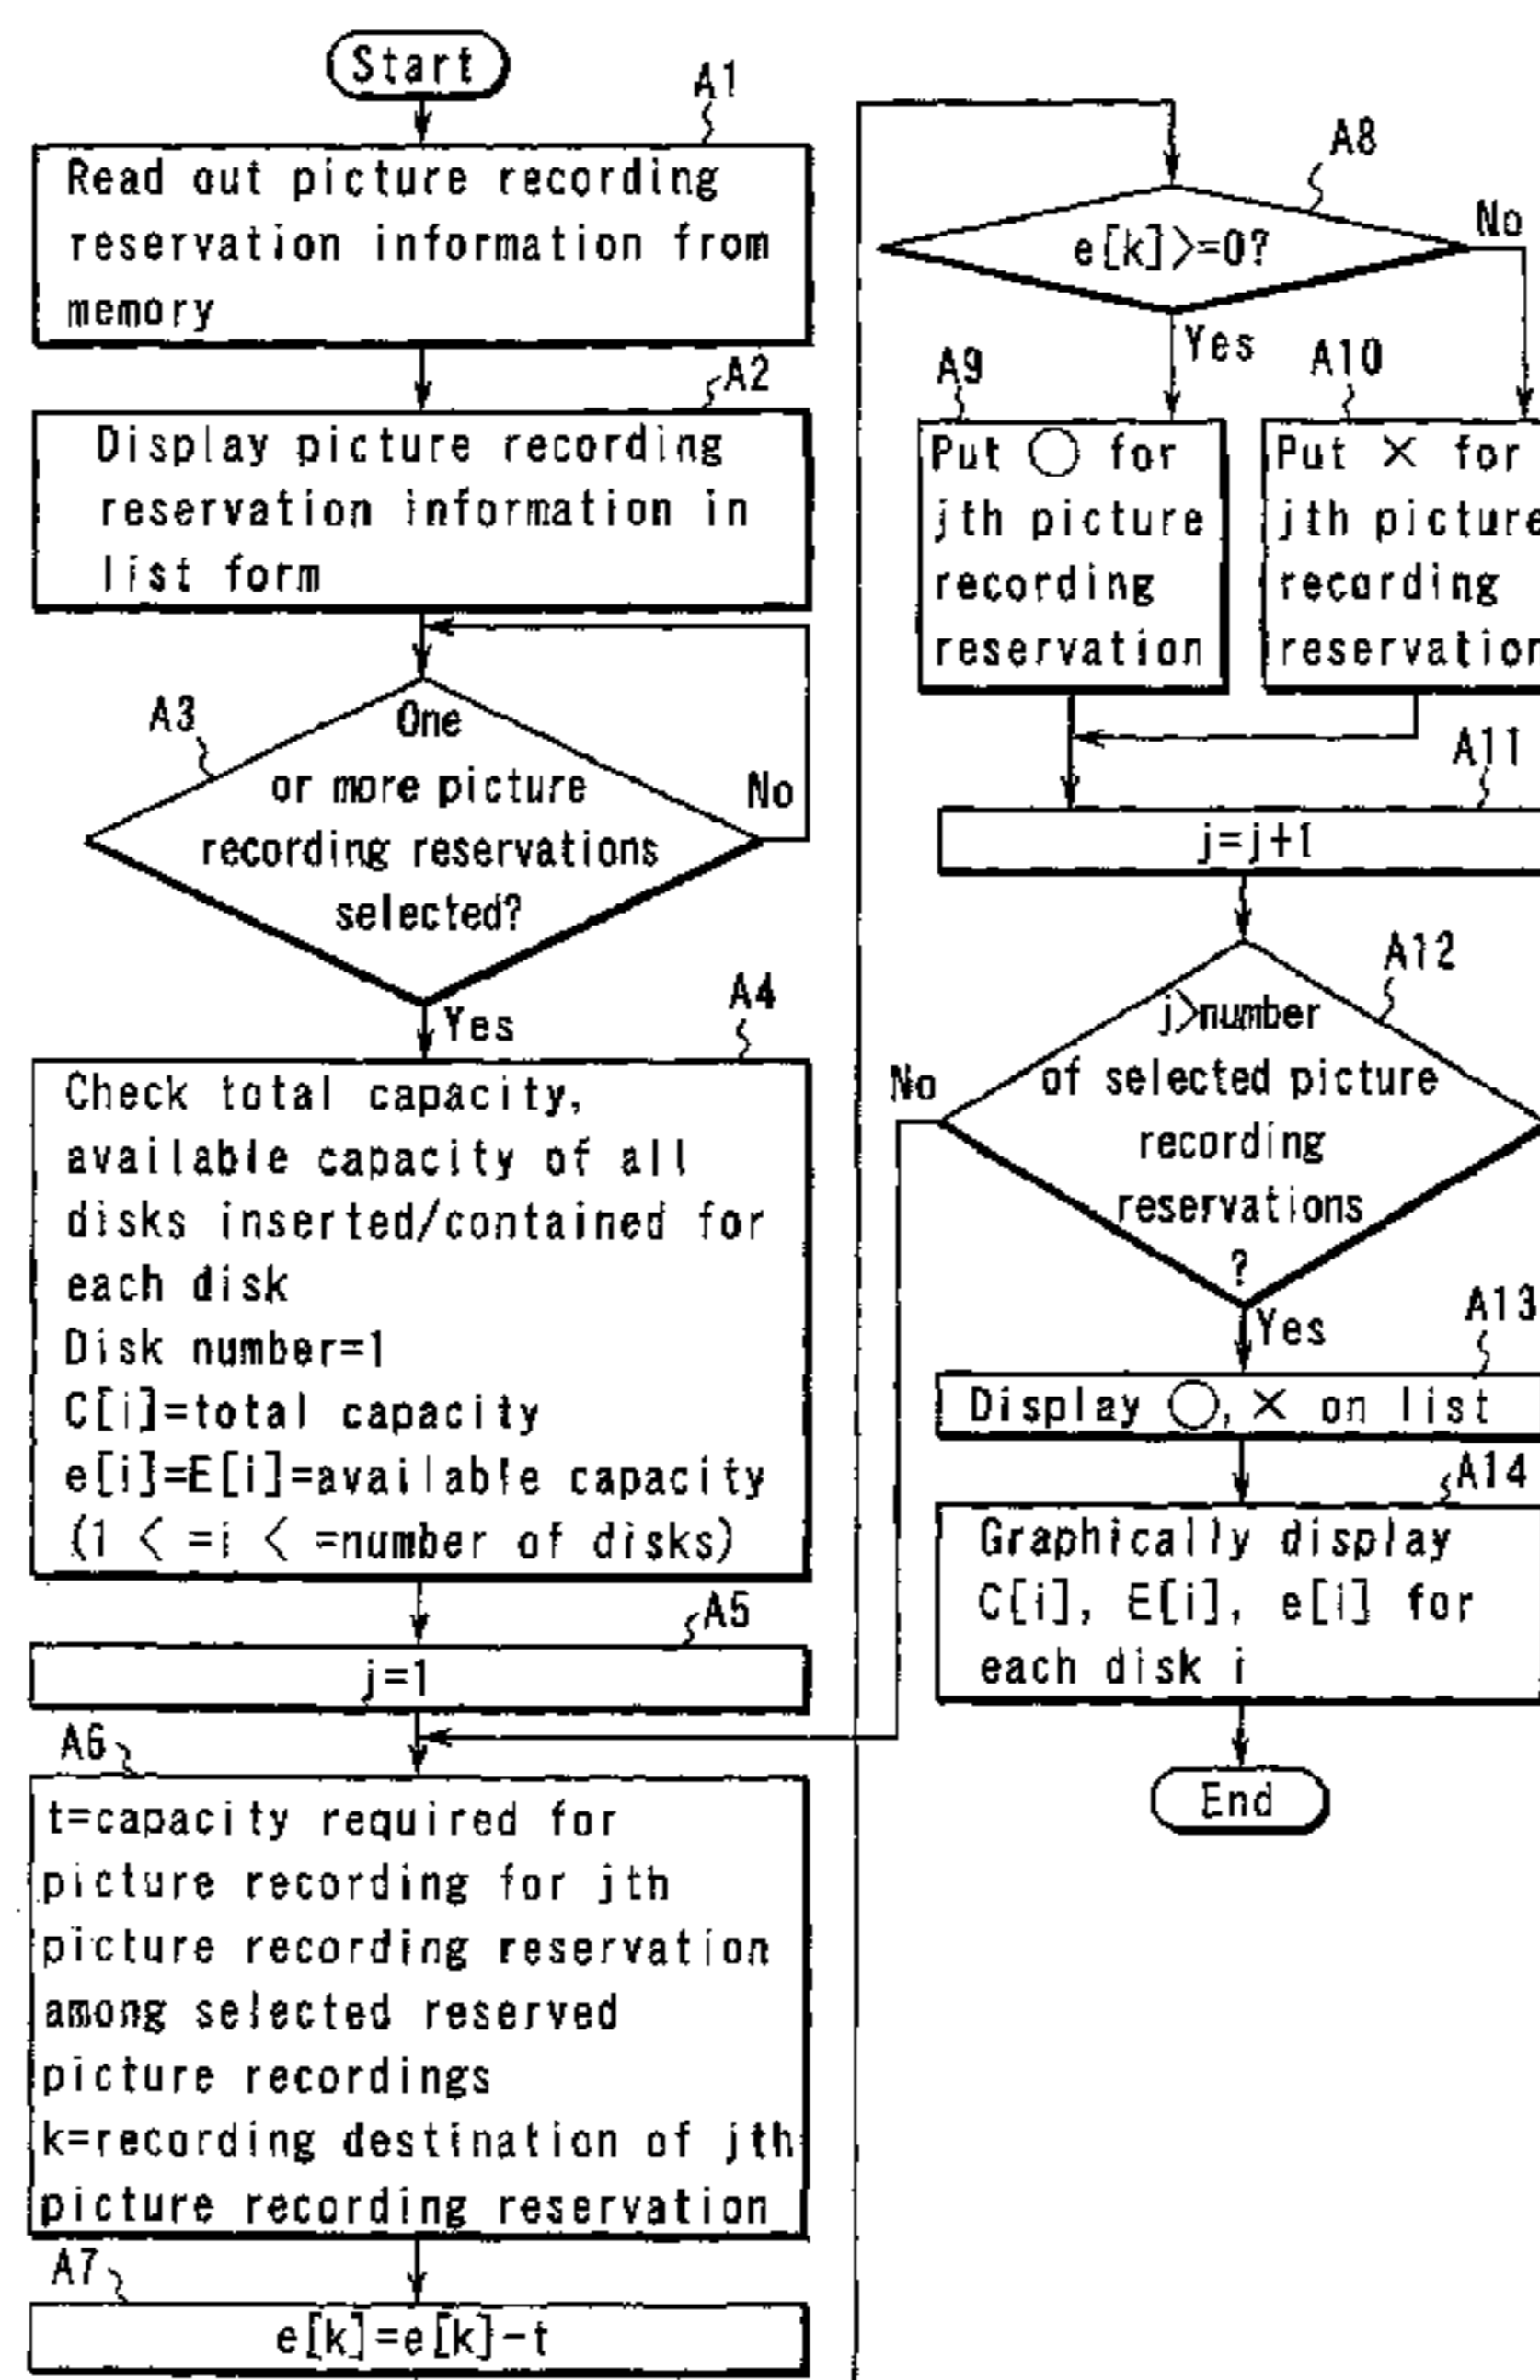 Start
A1
Read out picture recording
reservation information from
memory
A2
Display picture recording
reservation information in
list form
A3
One
or more picture
recording reservations
selected?
No
Yes
A4
Check total capacity,
available capacity of all
disks inserted/contained for
each disk
Disk number=1
C[i]=total capacity
e[i]=E[i]=available capacity
(1 < =i < =number of disks)
A5
j=1
A6
t=capacity required for
picture recording for jth
picture recording reservation
among selected reserved
picture recordings
k=recording destination of jth
picture recording reservation
A7
e[k]=e[k]-t
A8
e[k]>=0?
No
Yes
A9
Put ○ for
jth picture
recording
reservation
A10
Put × for
jth picture
recording
reservation
A11
j=j+1
A12
j>number
of selected picture
recording
reservations
?
No
Yes
A13
Display ○, × on list
A14
Graphically display
C[i], E[i], e[i] for
each disk i
End